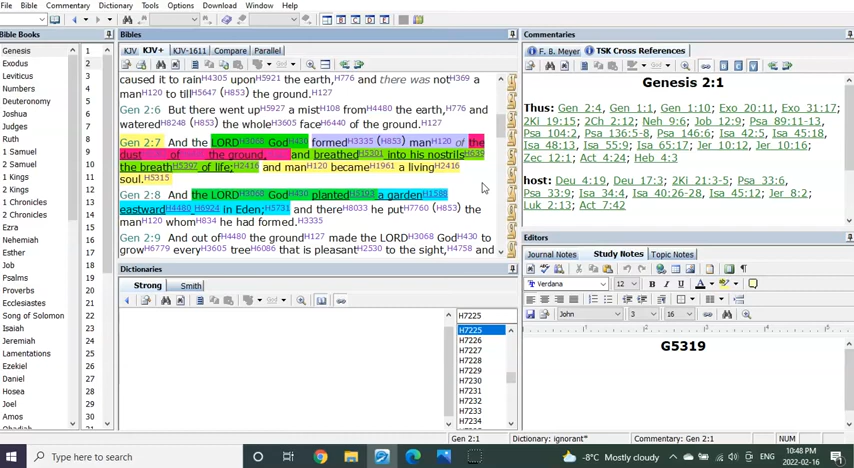 File Bible Commentary Dictionary Tools Options Download Window Help
B C D E
Bible Books
Genesis
Exodus
Leviticus
Numbers
Deuteronomy
Joshua
Judges
Ruth
1 Samuel
2 Samuel
1 Kings
2 Kings
1 Chronicles
2 Chronicles
Ezra
Nehemiah
Esther
Job
Psalms
Proverbs
Ecclesiastes
Song of Solomon
Isaiah
Jeremiah
Lamentations
Ezekiel
Daniel
Hosea
Joel
Amos
1
2
3
4
5
6
7
8
9
10
11
12
13
14
15
16
17
18
19
20
21
22
23
24
25
26
27
28
29
30
Bibles
KJV KJV+ KJV-1611 Compare Parallel
caused it to rain H4305 upon H5921 the earth, H776 and there was not H369 a
man H120 to till H5647 (H853) the ground. H127
Gen 2:6 But there went up H5927 a mist H108 from H4480 the earth, H776 and
watered H8248 (H853) the whole H3605 face H6440 of the ground. H127
Gen 2:7 And the LORD H3068 God H430 formed H3335 (H853) man H120 of the
dust of the ground, and breathed H5301 into his nostrils H639
the breath H5397 of life; H2416 and man H120 became H1961 a living H2416
soul. H5315
Gen 2:8 And the LORD H3068 God H430 planted H5193 a garden H1588
eastward H4480 H6924 in Eden; H5731 and there H8033 he put H7760 (H853) the
man H120 whom H834 he had formed. H3335
Gen 2:9 And out of H4480 the ground H127 made the LORD H3068 God H430 to
grow H6779 every H3605 tree H6086 that is pleasant H2530 to the sight, H4758 and
Dictionaries
Strong Smith
H7225
H7225
H7226
H7227
H7228
H7229
H7230
H7231
H7232
H7233
H7234
Commentaries
F. B. Meyer TSK Cross References
Genesis 2:1
Thus: Gen 2:4, Gen 1:1, Gen 1:10; Exo 20:11, Exo 31:17;
2Ki 19:15; 2Ch 2:12; Neh 9:6; Job 12:9; Psa 89:11-13,
Psa 104:2, Psa 136:5-8, Psa 146:6; Isa 42:5, Isa 45:18,
Isa 48:13, Isa 55:9, Isa 65:17; Jer 10:12, Jer 10:16;
Zec 12:1; Act 4:24; Heb 4:3
host: Deu 4:19, Deu 17:3; 2Ki 21:3-5; Psa 33:6,
Psa 33:9; Isa 34:4, Isa 40:26-28, Isa 45:12; Jer 8:2;
Luk 2:13; Act 7:42
Editors
Journal Notes Study Notes Topic Notes
Verdana 12 B I U A
John 3 16
1 2 3 4 5
G5319
Gen 2:1 Dictionary: ignorant* Commentary: Gen 2:1 NUM
Type here to search
-8°C Mostly cloudy ENG 10:48 PM 2022-02-16